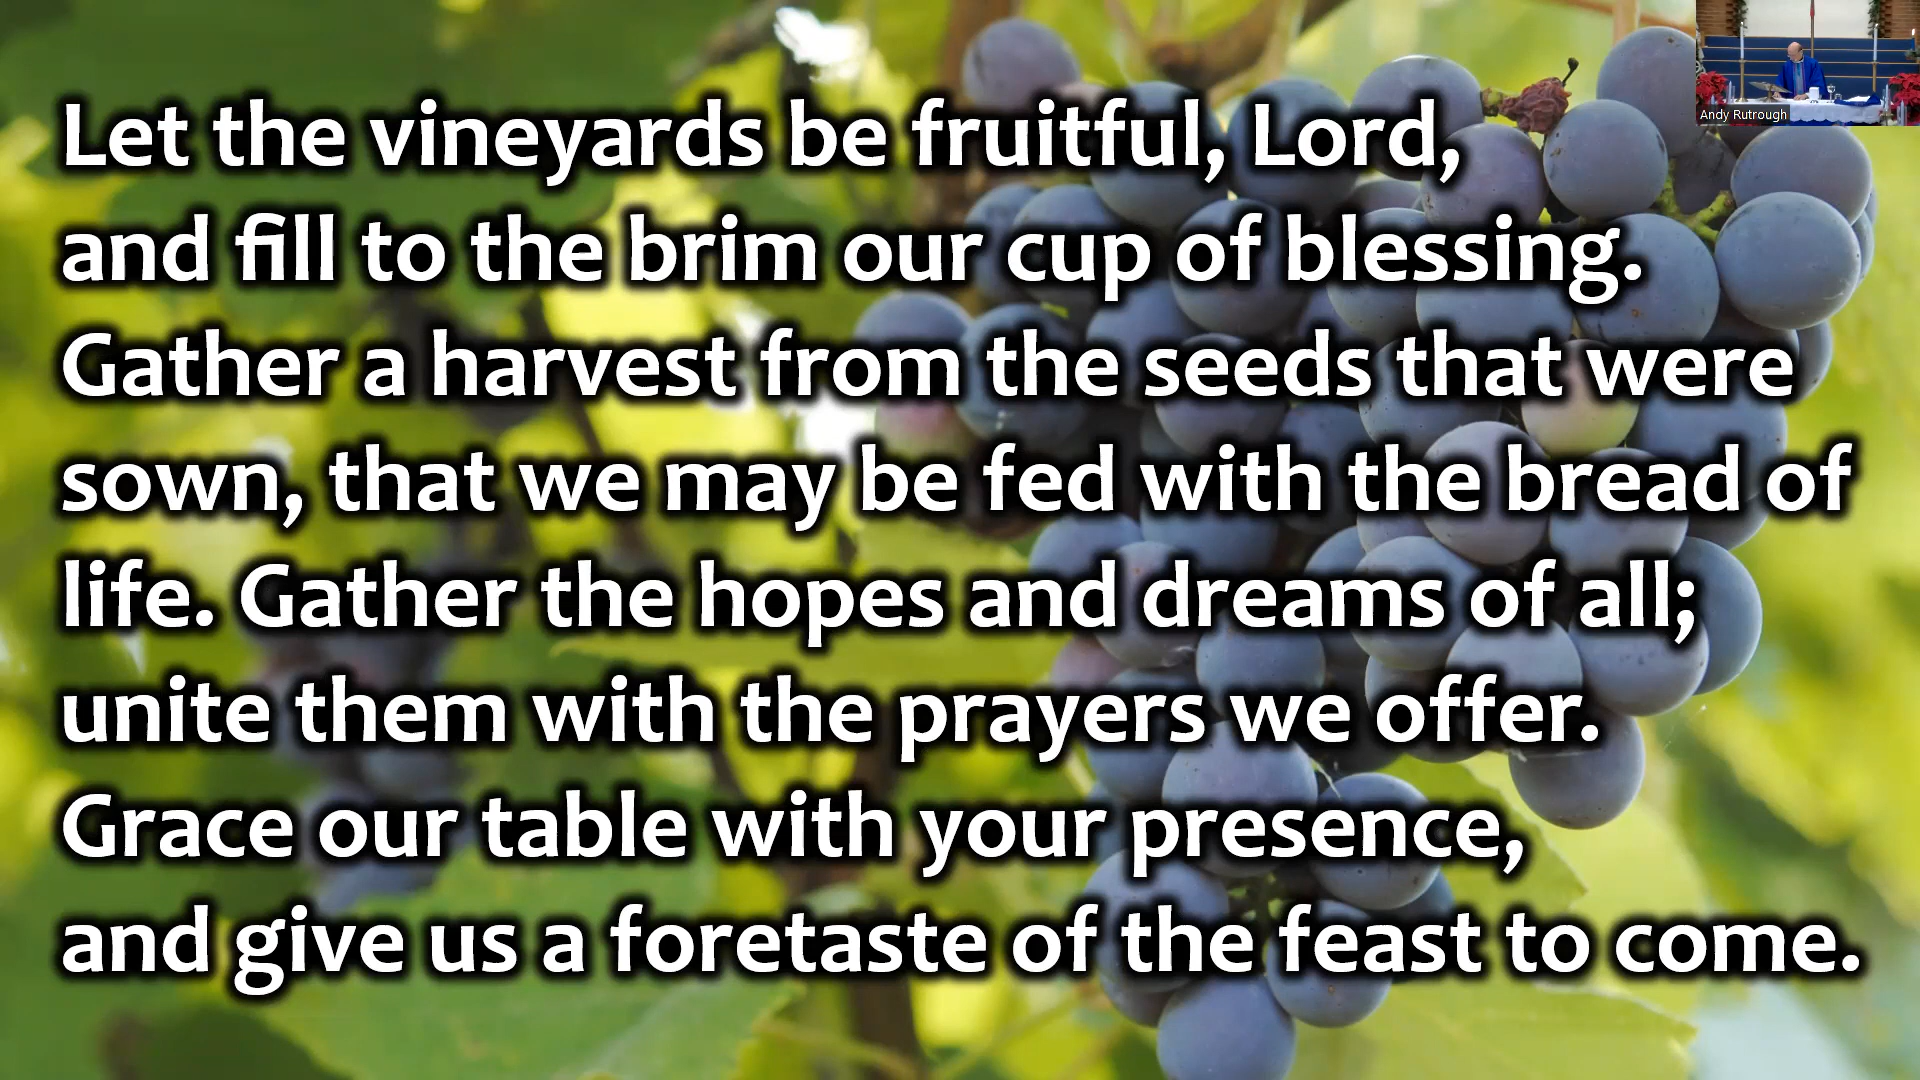 Let the vineyards be fruitful, Lord,
and fill to the brim our cup of blessing.
Gather a harvest from the seeds that were
sown, that we may be fed with the bread of
life. Gather the hopes and dreams of all;
unite them with the prayers we offer.
Grace our table with your presence,
and give us a foretaste of the feast to come.
Andy Rutrough